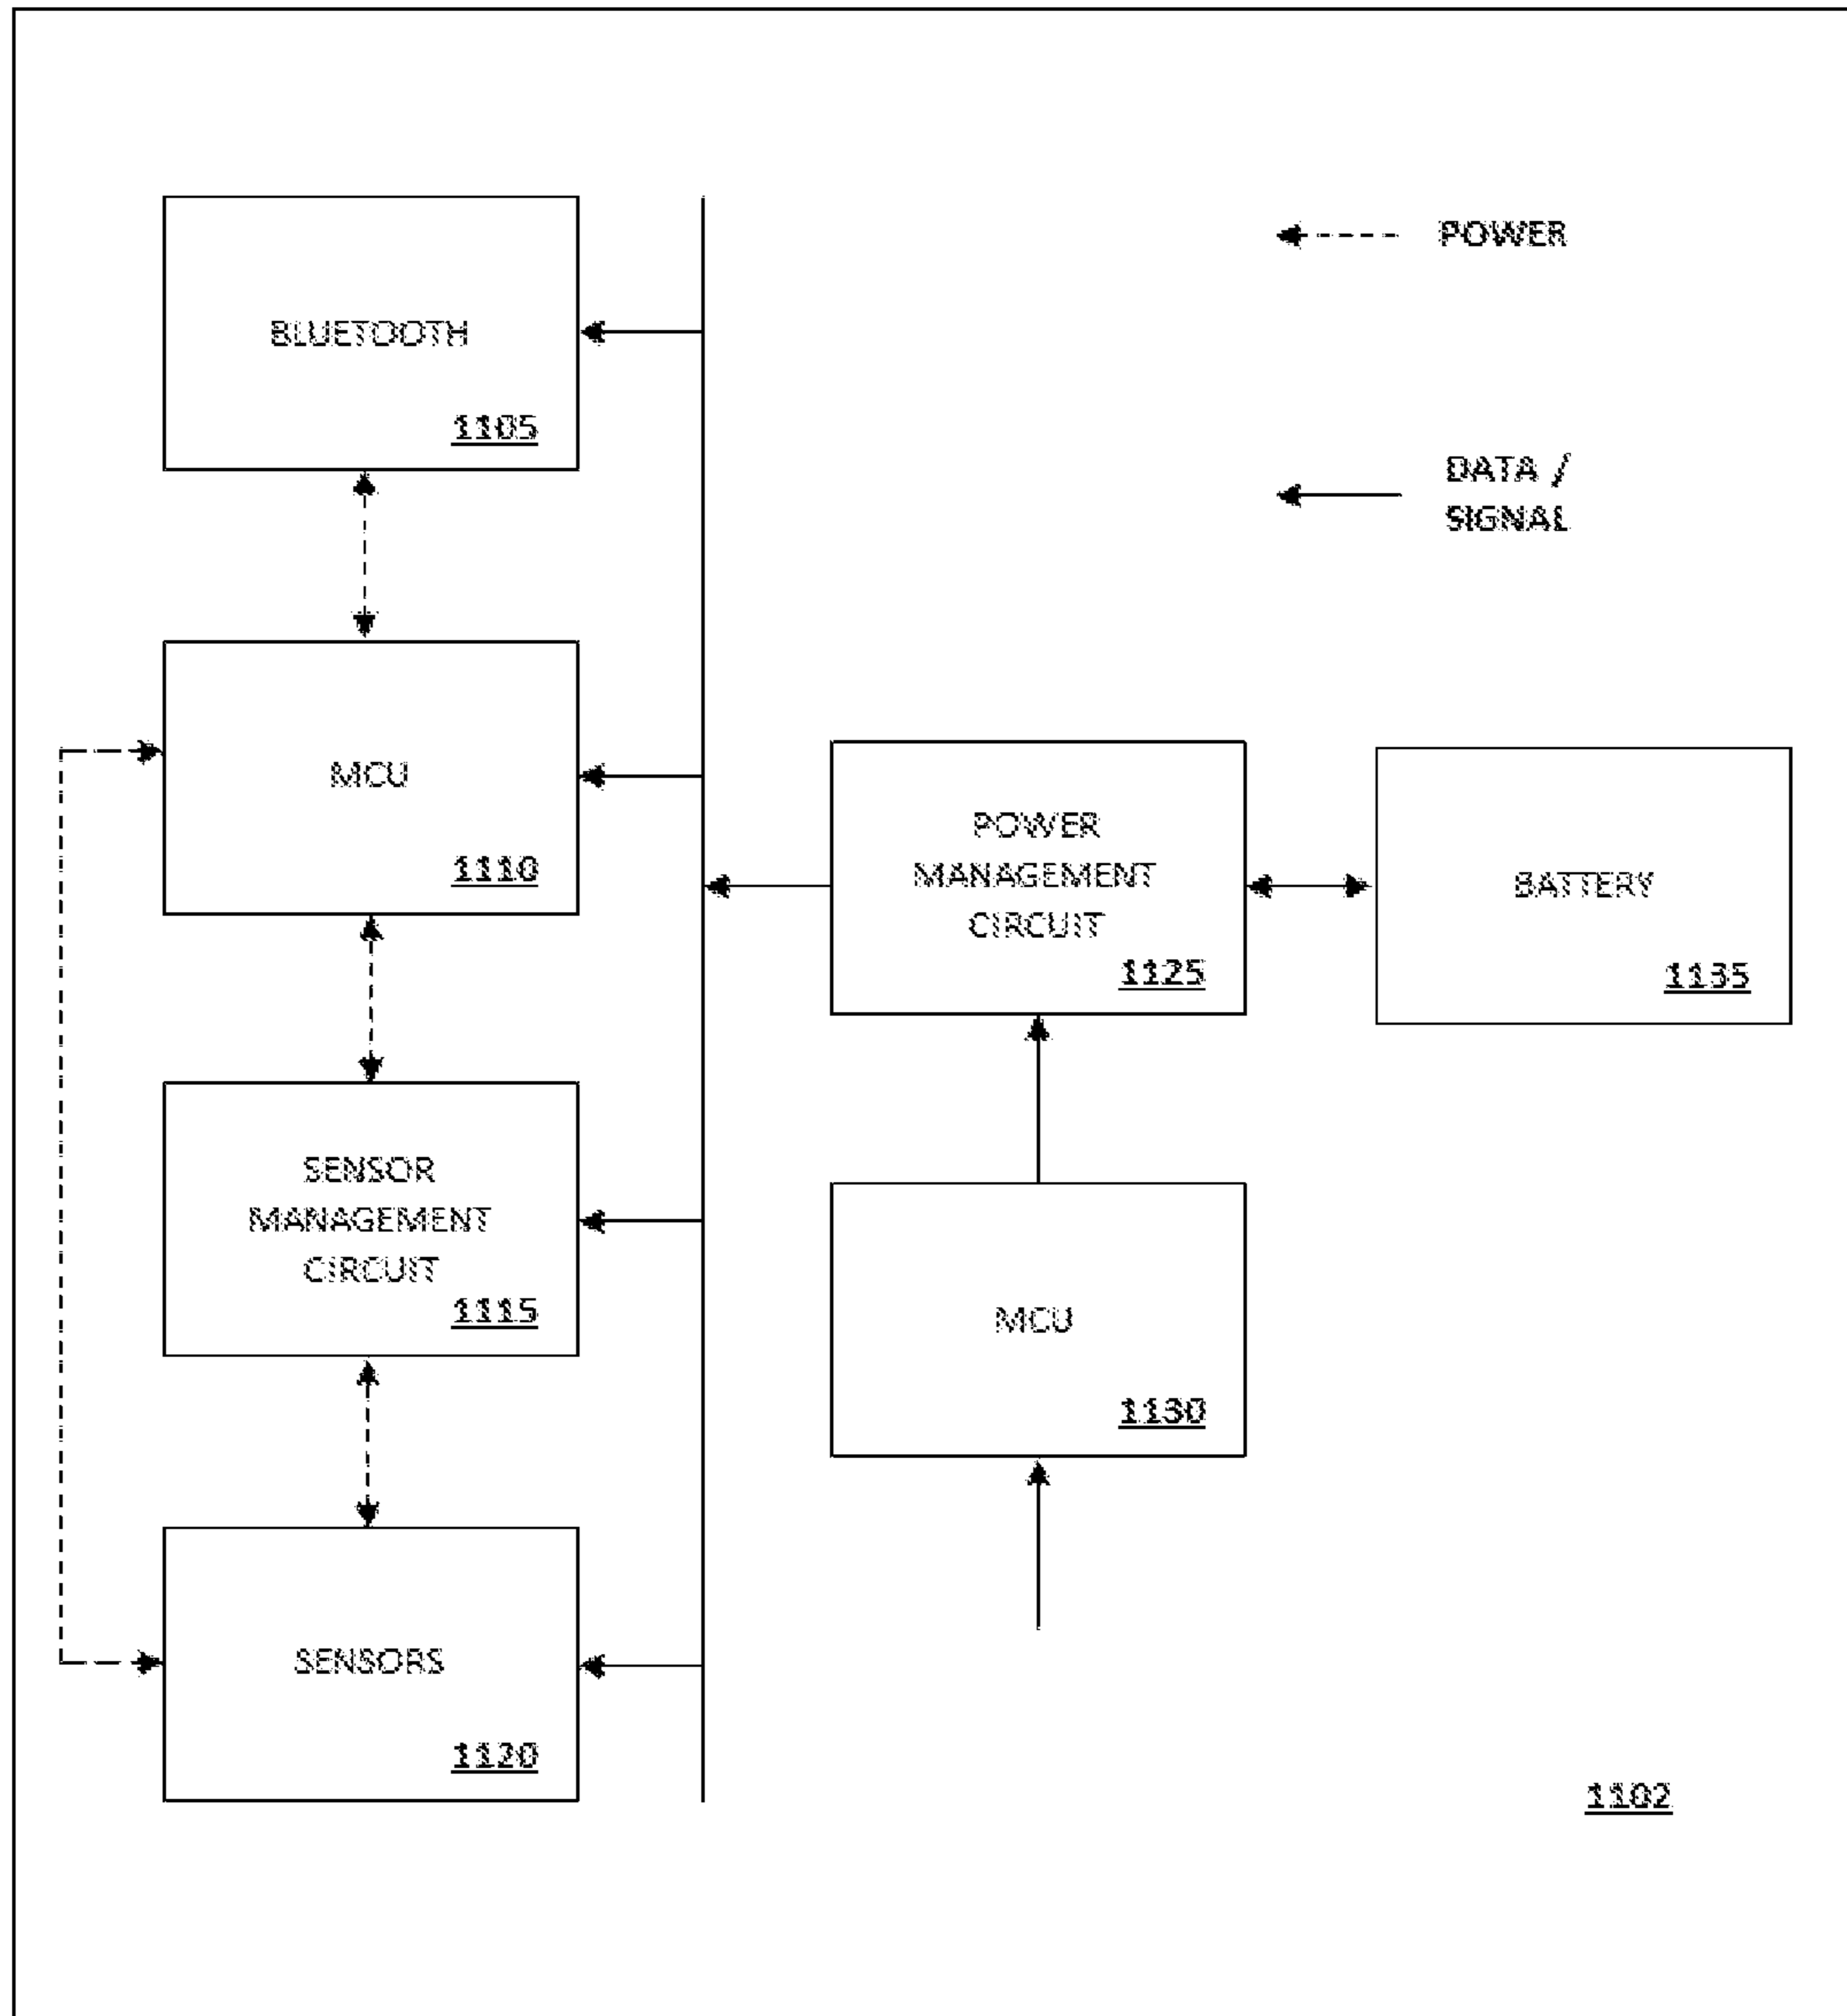 BLUETOOTH
1105
POWER
DATA /
SIGNAL
MCU
1110
POWER
MANAGEMENT
CIRCUIT
1125
BATTERY
1135
SENSOR
MANAGEMENT
CIRCUIT
1115
MCU
1130
SENSORS
1120
1102